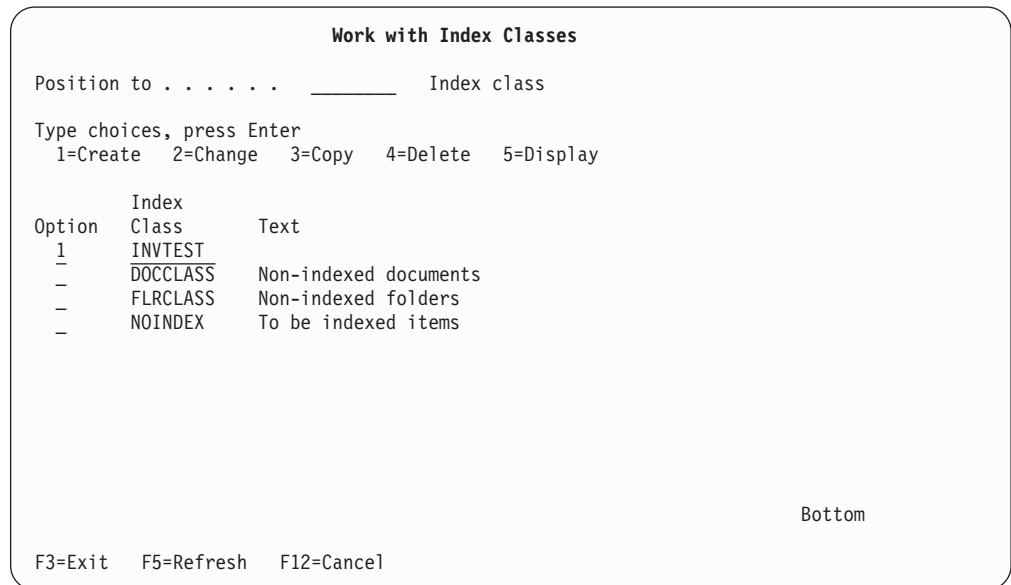 Work with Index Classes
Position to . . . . . . ________ Index class
Type choices, press Enter
1=Create 2=Change 3=Copy 4=Delete 5=Display
Index
Option Class Text
1 INVTEST
_ DOCCLASS Non-indexed documents
_ FLRCLASS Non-indexed folders
_ NOINDEX To be indexed items
Bottom
F3=Exit F5=Refresh F12=Cancel